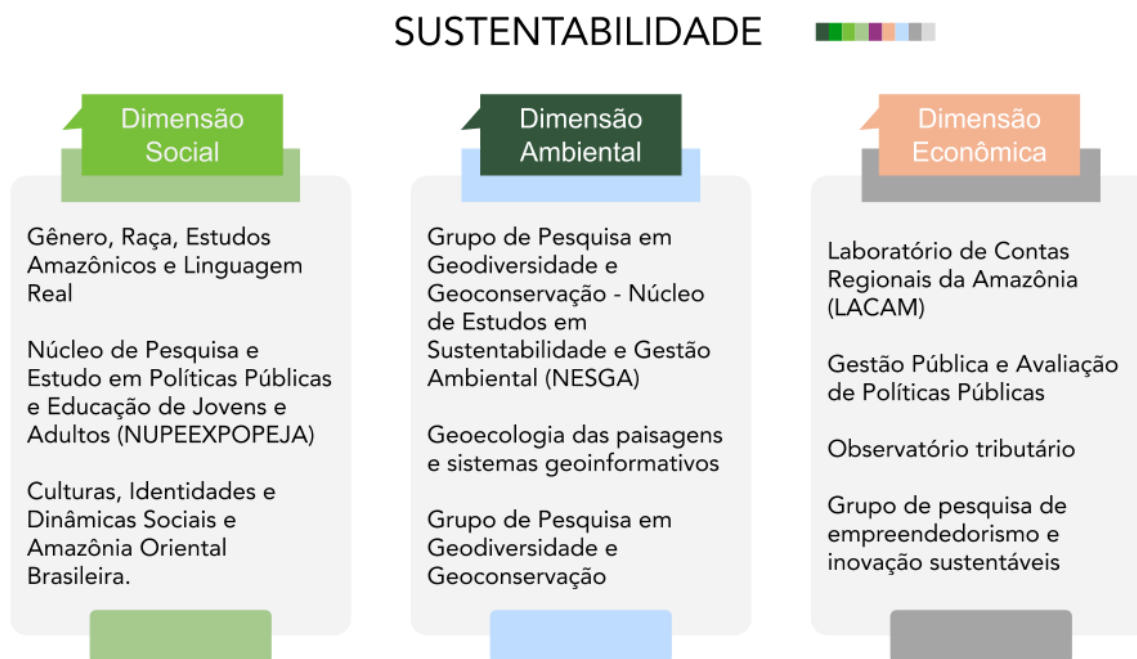 SUSTENTABILIDADE
Dimensão
Social
Gênero, Raça, Estudos
Amazônicos e Linguagem
Real
Núcleo de Pesquisa e
Estudo em Políticas Públicas
e Educação de Jovens e
Adultos (NUPEEXPOPEJA)
Culturas, Identidades e
Dinâmicas Sociais e
Amazônia Oriental
Brasileira.
Dimensão
Ambiental
Grupo de Pesquisa em
Geodiversidade e
Geoconservação - Núcleo
de Estudos em
Sustentabilidade e Gestão
Ambiental (NESGA)
Geoecologia das paisagens
e sistemas geoinformativos
Grupo de Pesquisa em
Geodiversidade e
Geoconservação
Dimensão
Econômica
Laboratório de Contas
Regionais da Amazônia
(LACAM)
Gestão Pública e Avaliação
de Políticas Públicas
Observatório tributário
Grupo de pesquisa de
empreendedorismo e
inovação sustentáveis